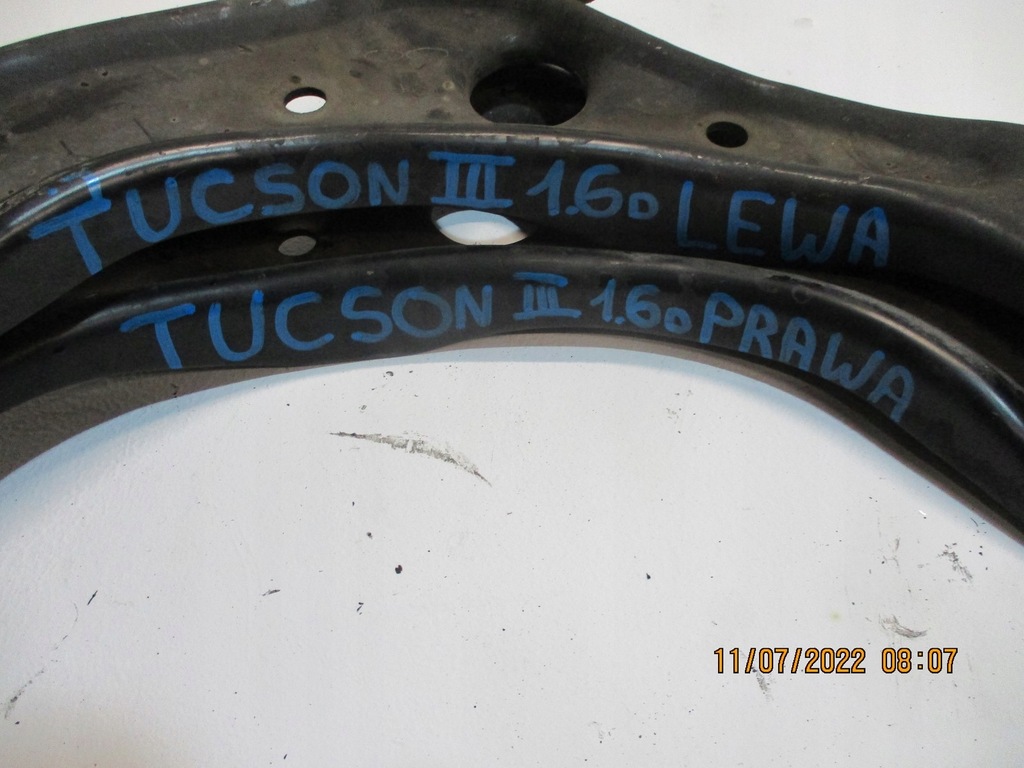 TUCSON III 1.6D LEWA
TUCSON III 1.6D PRAWA
11/07/2022 08:07